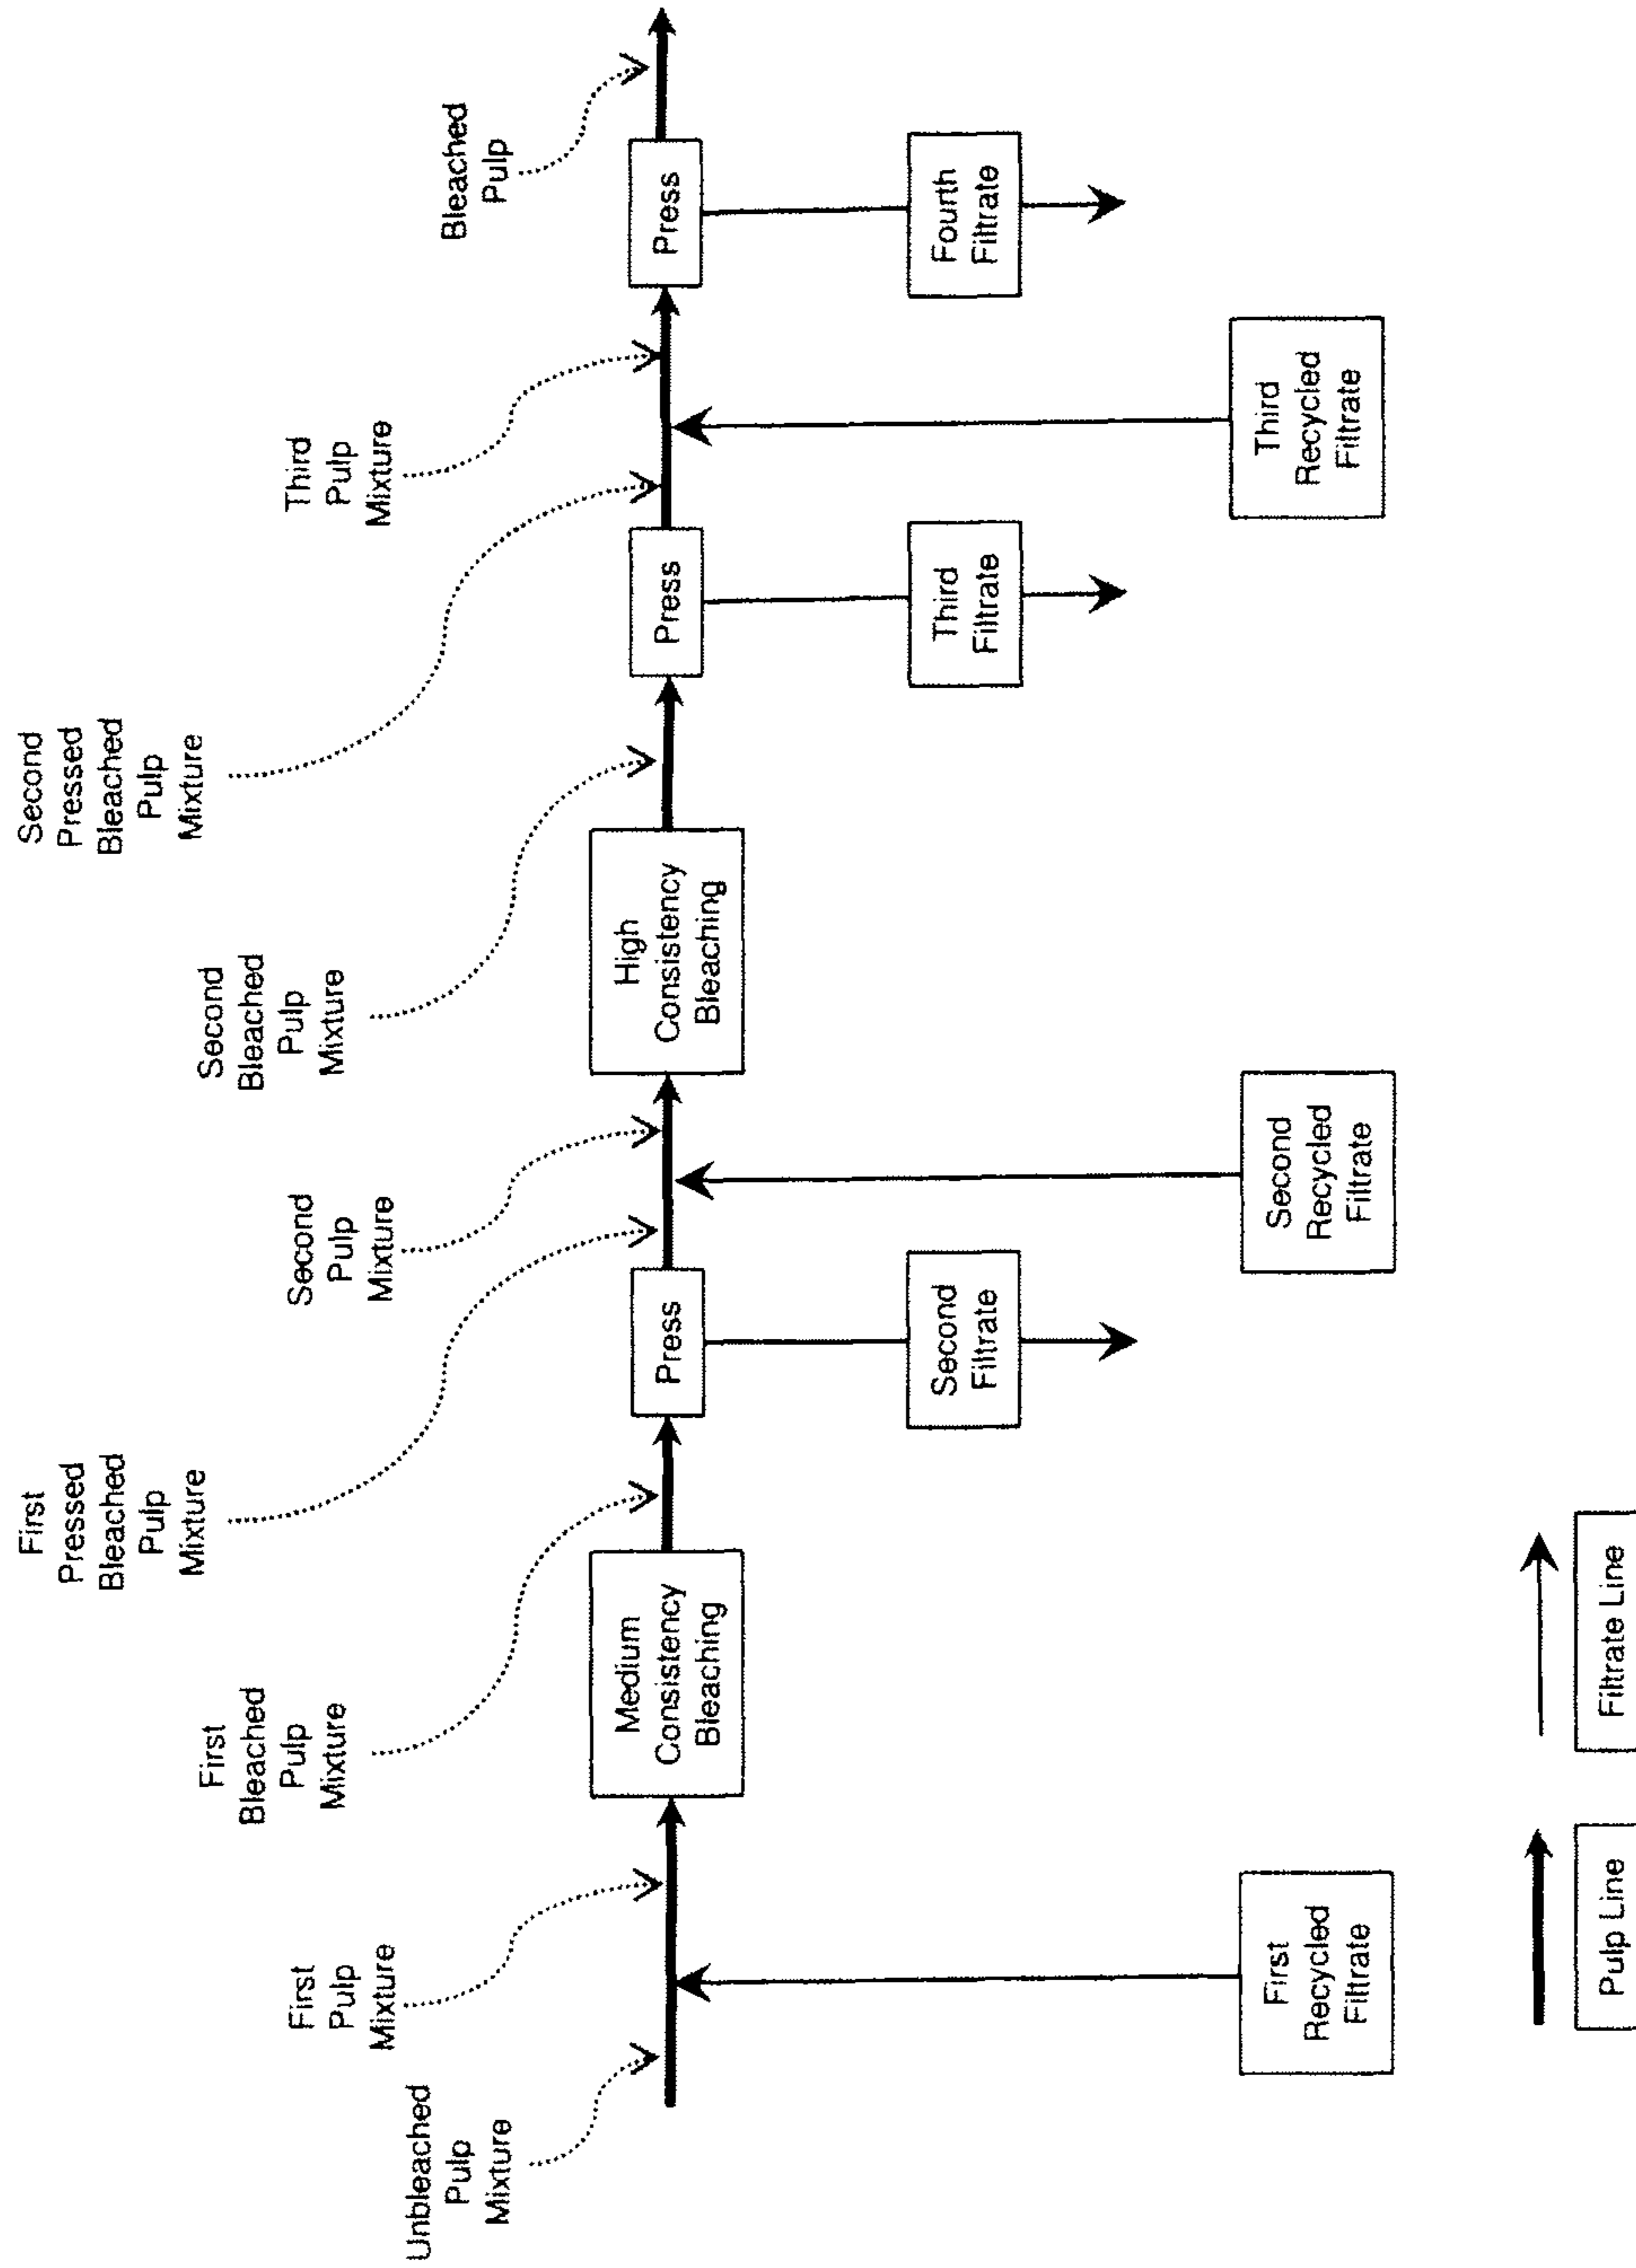 Unbleached
Pulp
Mixture
First
Pulp
Mixture
First
Bleached
Pulp
Mixture
First
Pressed
Bleached
Pulp
Mixture
Second
Pulp
Mixture
Second
Bleached
Pulp
Mixture
Second
Pressed
Bleached
Pulp
Mixture
Third
Pulp
Mixture
Bleached
Pulp
Medium
Consistency
Bleaching
Press
High
Consistency
Bleaching
Press
Press
Second
Filtrate
Third
Filtrate
Fourth
Filtrate
First
Recycled
Filtrate
Second
Recycled
Filtrate
Third
Recycled
Filtrate
Pulp Line
Filtrate Line